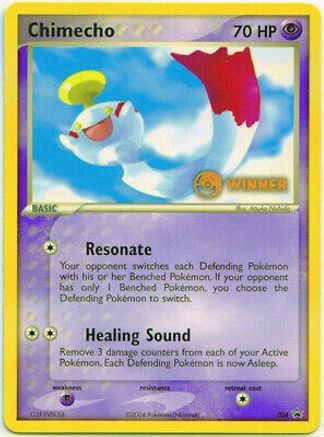 Chimecho 70 HP
WINNER
Illus. Atsuko Nishida
BASIC
Resonate
Your opponent switches each Defending Pokémon
with his or her Benched Pokémon. If your opponent
has only 1 Benched Pokémon, you choose the
Defending Pokémon to switch.
Healing Sound
Remove 3 damage counters from each of your Active
Pokémon. Each Defending Pokémon is now Asleep.
weakness resistance retreat cost
©2004 Pokémon/Nintendo
024